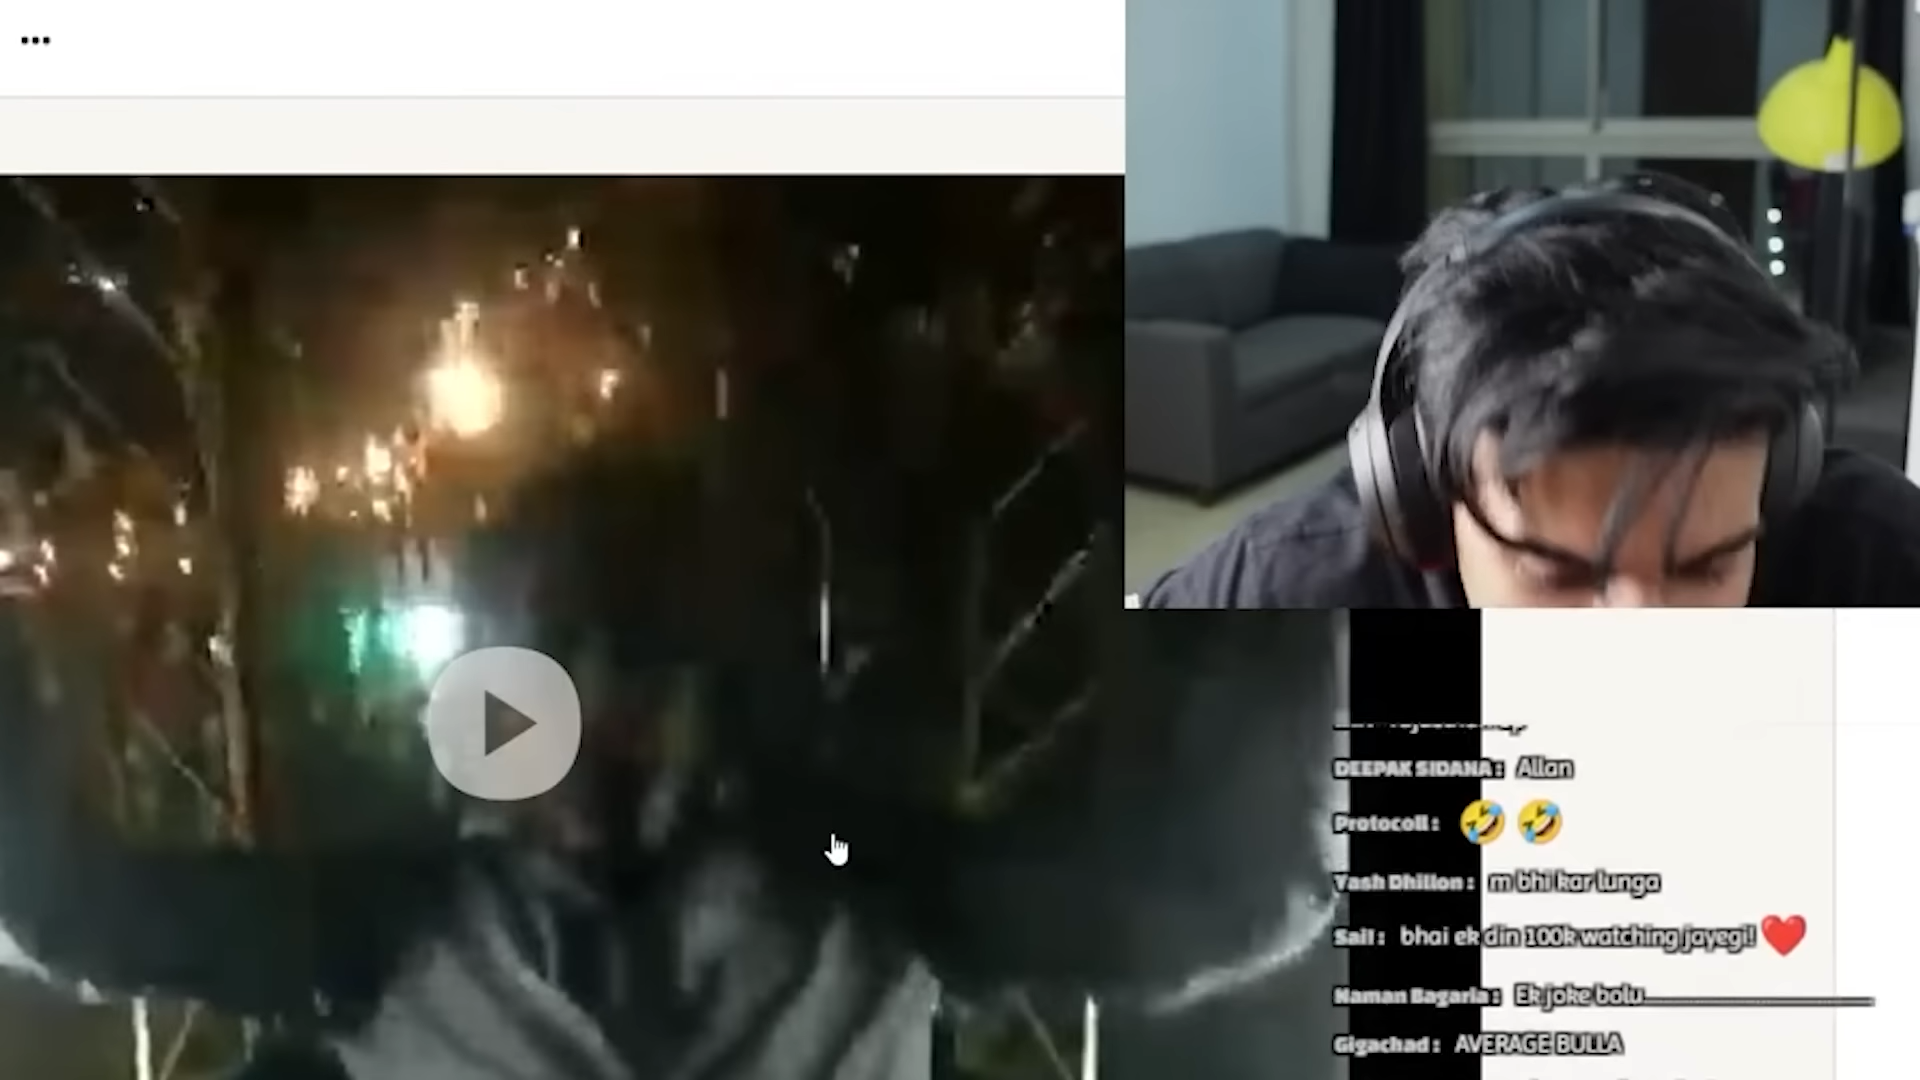 DEEPAK SIDANA : Allan
Protocoll :
Yash Dhillon : m bhi kar lunga
Sail : bhai ek din 100k watching jayegi!
Naman Bagaria : Ek joke bolu
Gigachad : AVERAGE BULLA